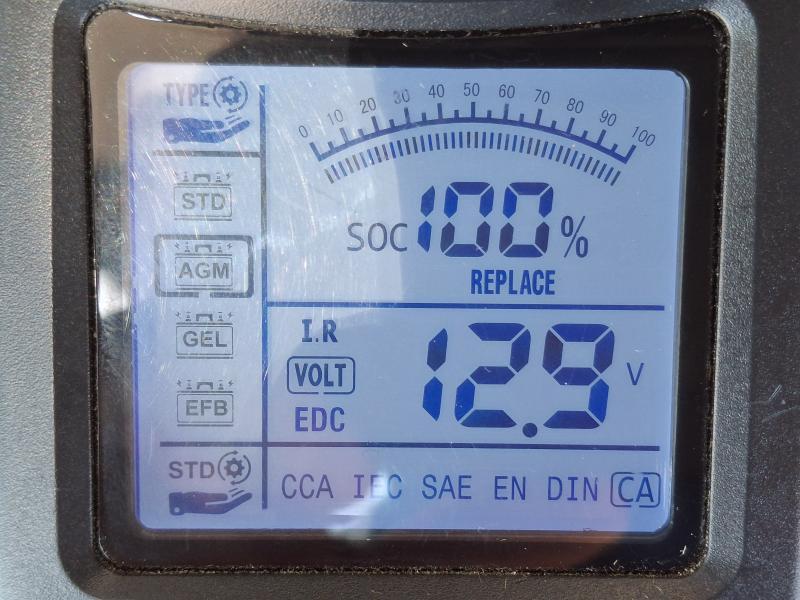 TYPE
STD
AGM
GEL
EFB
STD
0 10 20 30 40 50 60 70 80 90 100
SOC 100 %
REPLACE
I.R
VOLT
EDC
12.9 V
CCA IEC SAE EN DIN CA